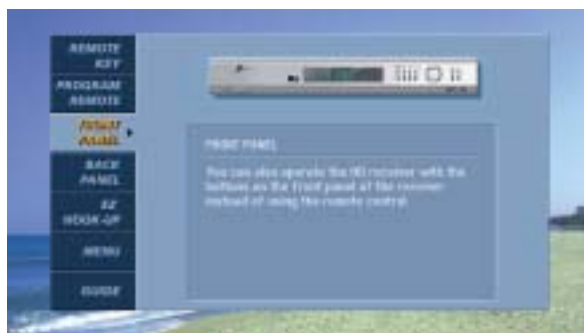 REMOTE
KEY
PROGRAM
REMOTE
FRONT
PANEL
BACK
PANEL
EZ
HOOK-UP
MENU
GUIDE
FRONT PANEL
You can also operate the HD receiver with the
buttons on the front panel of the receiver
instead of using the remote control.